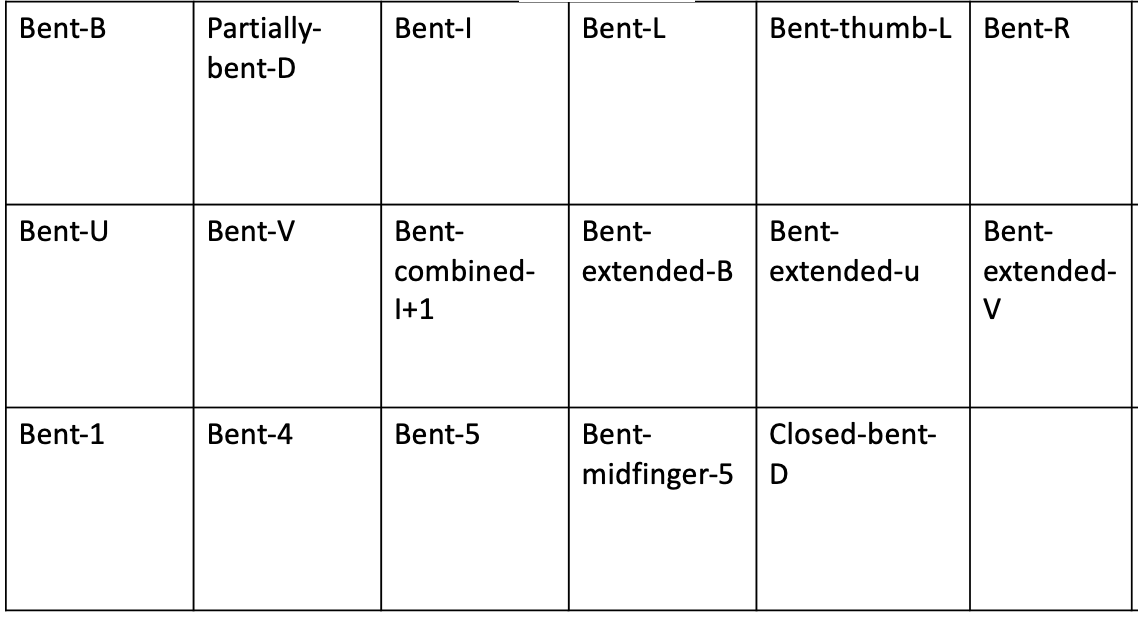 Bent-B
Partially-
bent-D
Bent-I
Bent-L
Bent-thumb-L
Bent-R
Bent-U
Bent-V
Bent-
combined-
I+1
Bent-
extended-B
Bent-
extended-u
Bent-
extended-
V
Bent-1
Bent-4
Bent-5
Bent-
midfinger-5
Closed-bent-
D